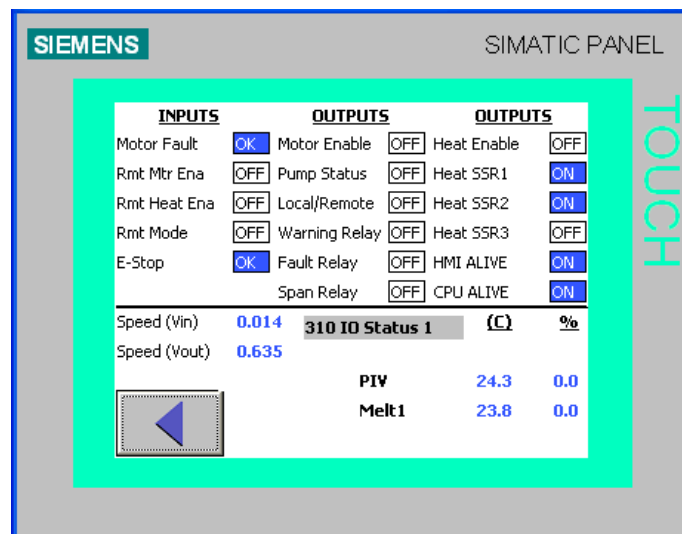 SIEMENS
SIMATIC PANEL
TOUCH
INPUTS OUTPUTS OUTPUTS
Motor Fault OK Motor Enable OFF Heat Enable OFF
Rmt Mtr Ena OFF Pump Status OFF Heat SSR1 ON
Rmt Heat Ena OFF Local/Remote OFF Heat SSR2 ON
Rmt Mode OFF Warning Relay OFF Heat SSR3 OFF
E-Stop OK Fault Relay OFF HMI ALIVE ON
Span Relay OFF CPU ALIVE ON
Speed (Vin) 0.014 310 IO Status 1 (C) %
Speed (Vout) 0.635
PIV 24.3 0.0
Melt1 23.8 0.0